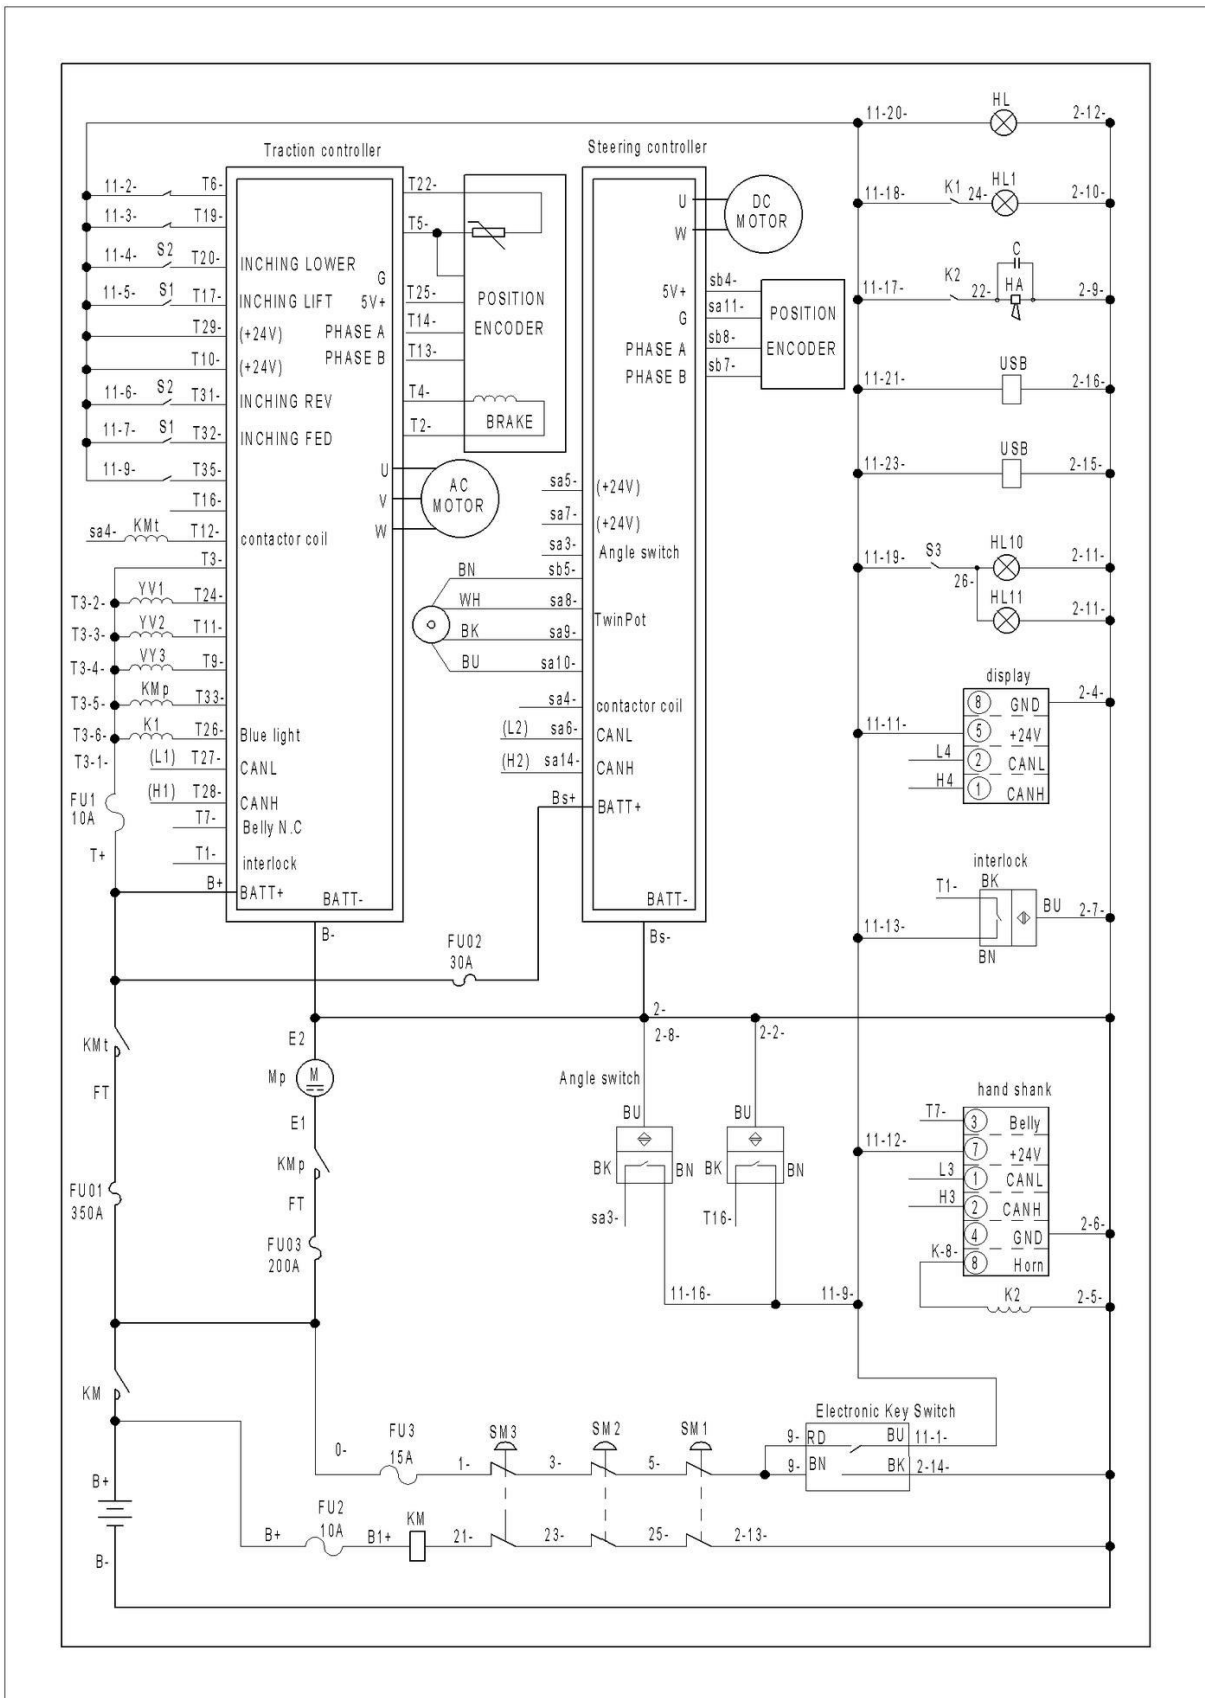 HL
11-20-
2-12-
Traction controller
Steering controller
11-2-
T6-
T22-
U
DC
MOTOR
W
11-18-
K1
24-
HL1
2-10-
11-3-
T19-
T5-
11-4-
S2
T20-
INCHING LOWER
G
11-5-
S1
T17-
INCHING LIFT
5V+
T25-
POSITION
ENCODER
T29-
(+24V)
PHASE A
T14-
T10-
(+24V)
PHASE B
T13-
5V+
sb4-
G
sa11-
POSITION
ENCODER
PHASE A
sb8-
PHASE B
sb7-
C
11-17-
K2
22-
HA
2-9-
USB
11-21-
2-16-
11-6-
S2
T31-
INCHING REV
T4-
BRAKE
11-7-
S1
T32-
INCHING FED
T2-
11-9-
T35-
U
AC
MOTOR
V
W
T16-
sa4-
KMt
T12-
contactor coil
T3-
USB
11-23-
2-15-
sa5-
(+24V)
sa7-
(+24V)
sa3-
Angle switch
BN
sb5-
WH
sa8-
TwinPot
BK
sa9-
BU
sa10-
11-19-
S3
HL10
2-11-
26-
HL11
2-11-
T3-2-
YV1
T24-
T3-3-
YV2
T11-
T3-4-
VY3
T9-
T3-5-
KMp
T33-
T3-6-
K1
T26-
Blue light
T3-1-
(L1)
T27-
CANL
(H1)
T28-
CANH
T7-
Belly N.C
T1-
interlock
FU1
10A
T+
B+
BATT+
BATT-
B-
sa4-
contactor coil
(L2)
sa6-
CANL
(H2)
sa14-
CANH
Bs+
BATT+
BATT-
Bs-
display
8
GND
2-4-
11-11-
5
+24V
L4
2
CANL
H4
1
CANH
interlock
T1-
BK
BU
2-7-
11-13-
BN
FU02
30A
2-
2-8-
2-2-
KMt
FT
E2
Mp
M
E1
KMp
FT
FU01
350A
FU03
200A
Angle switch
BU
BU
BK
BN
BK
BN
sa3-
T16-
11-16-
11-9-
hand shank
T7-
3
Belly
11-12-
7
+24V
L3
1
CANL
H3
2
CANH
4
GND
2-6-
K-8-
8
Horn
K2
2-5-
KM
Electronic Key Switch
0-
FU3
15A
1-
SM3
3-
SM2
5-
SM1
9-
RD
BU
11-1-
9-
BN
BK
2-14-
B+
B-
B+
FU2
10A
B1+
KM
21-
23-
25-
2-13-